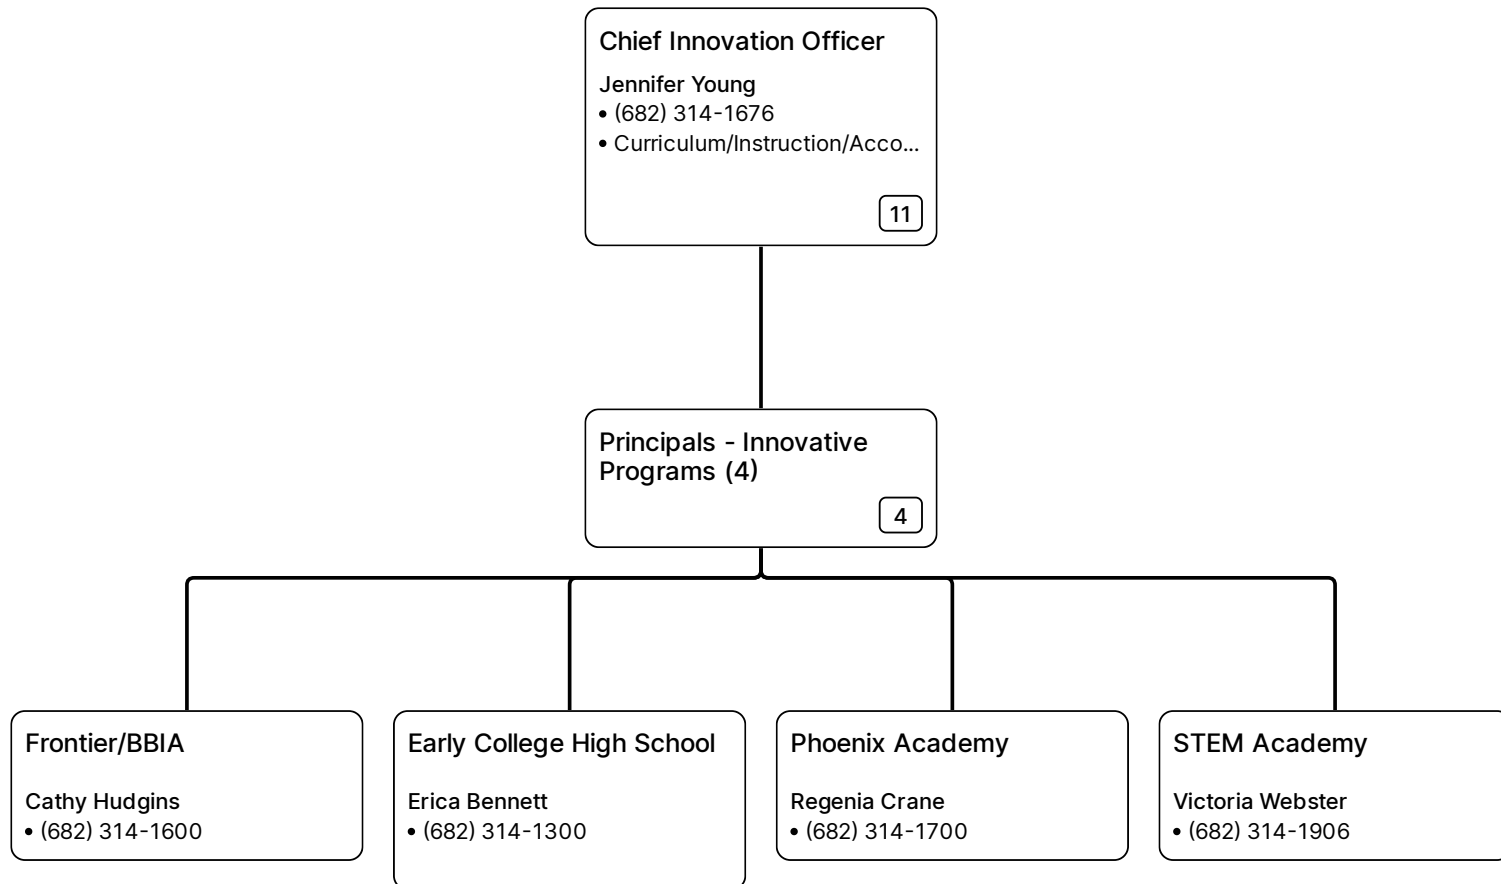 Chief Innovation Officer
Jennifer Young
• (682) 314-1676
• Curriculum/Instruction/Acco...
11
Principals - Innovative
Programs (4)
4
Frontier/BBIA
Cathy Hudgins
• (682) 314-1600
Early College High School
Erica Bennett
• (682) 314-1300
Phoenix Academy
Regenia Crane
• (682) 314-1700
STEM Academy
Victoria Webster
• (682) 314-1906